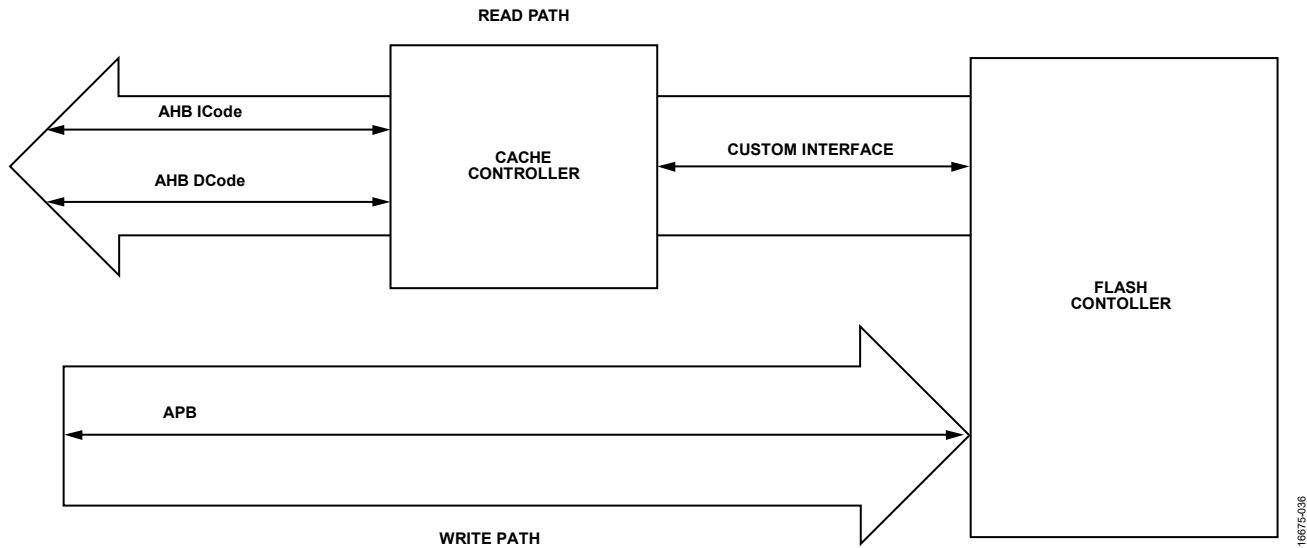 READ PATH
AHB ICode
AHB DCode
CACHE
CONTROLLER
CUSTOM INTERFACE
FLASH
CONTOLLER
APB
WRITE PATH
16675-036